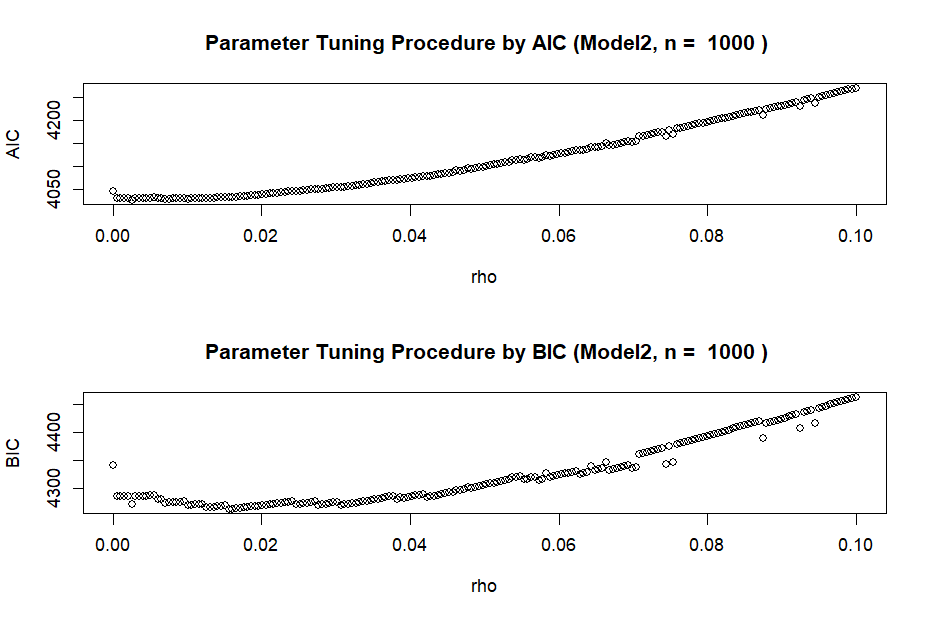 Parameter Tuning Procedure by AIC (Model2, n =  1000 )
AIC
4200
4050
0.00 0.02 0.04 0.06 0.08 0.10
rho
Parameter Tuning Procedure by BIC (Model2, n =  1000 )
BIC
4400
4300
0.00 0.02 0.04 0.06 0.08 0.10
rho